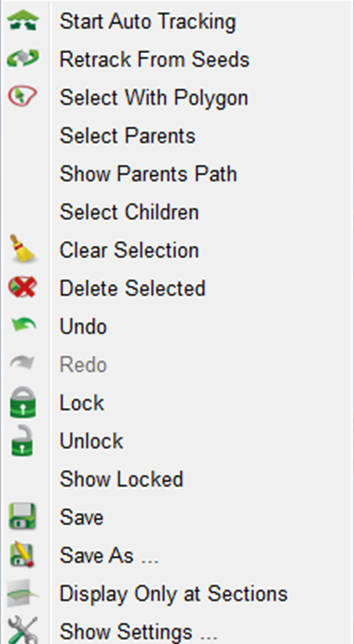 Start Auto Tracking
Retrack From Seeds
Select With Polygon
Select Parents
Show Parents Path
Select Children
Clear Selection
Delete Selected
Undo
Redo
Lock
Unlock
Show Locked
Save
Save As ...
Display Only at Sections
Show Settings ...